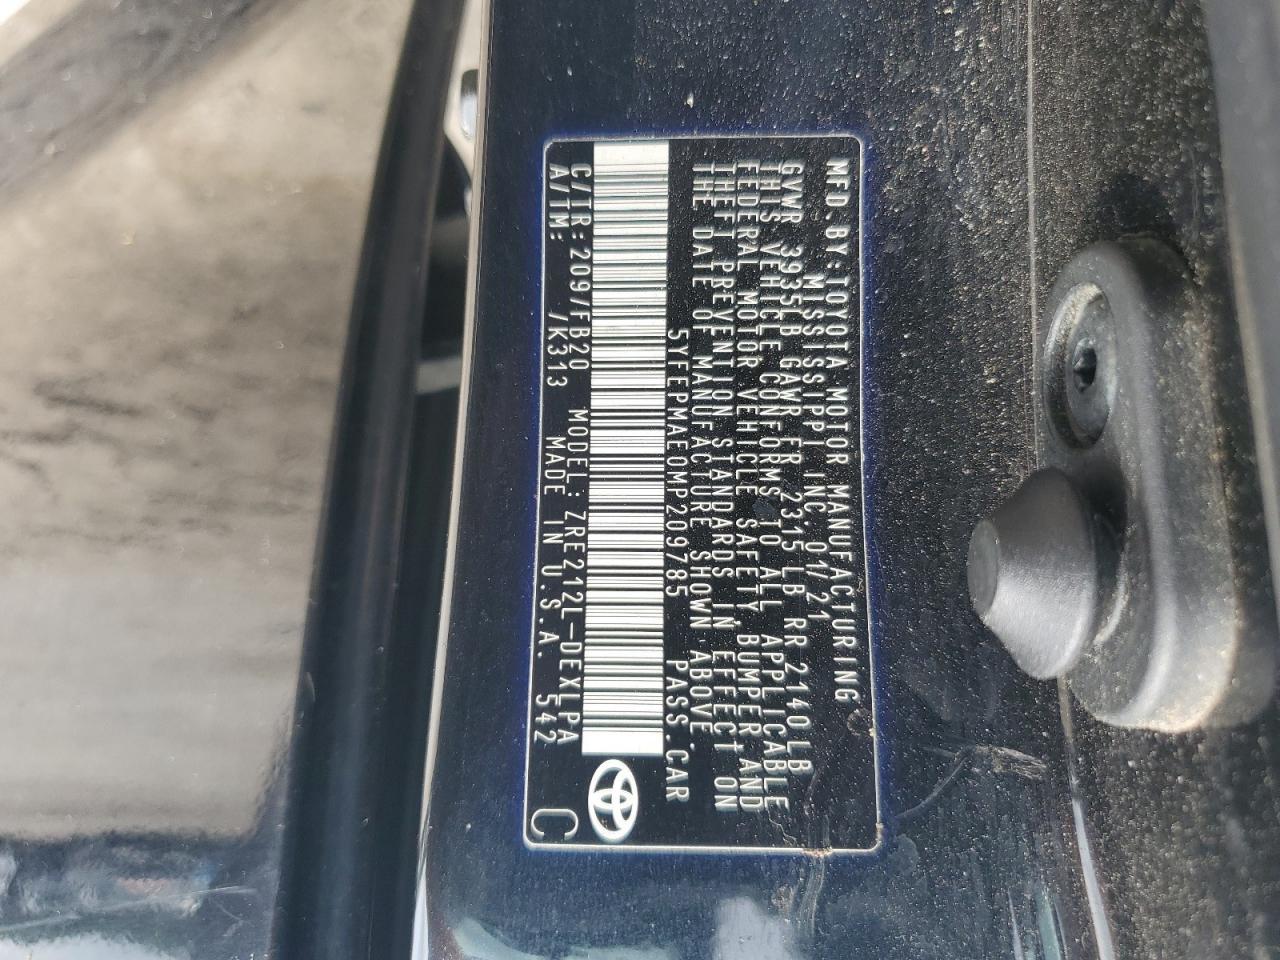 MFD.BY:TOYOTA MOTOR MANUFACTURING
MISSISSIPPI INC. 01/21
GVWR 3935LB GAWR FR 2315 LB RR 2140LB
THIS VEHICLE CONFORMS TO ALL APPLICABLE
FEDERAL MOTOR VEHICLE SAFETY,BUMPER AND
THEFT PREVENTION STANDARDS IN EFFECT ON
THE DATE OF MANUFACTURE SHOWN ABOVE.
5YFEPMAE0MP209785 PASS.CAR
C/TR:209/FB20 MODEL:ZRE212L-DEXLPA
A/TM: /K313 MADE IN U.S.A. 542
C